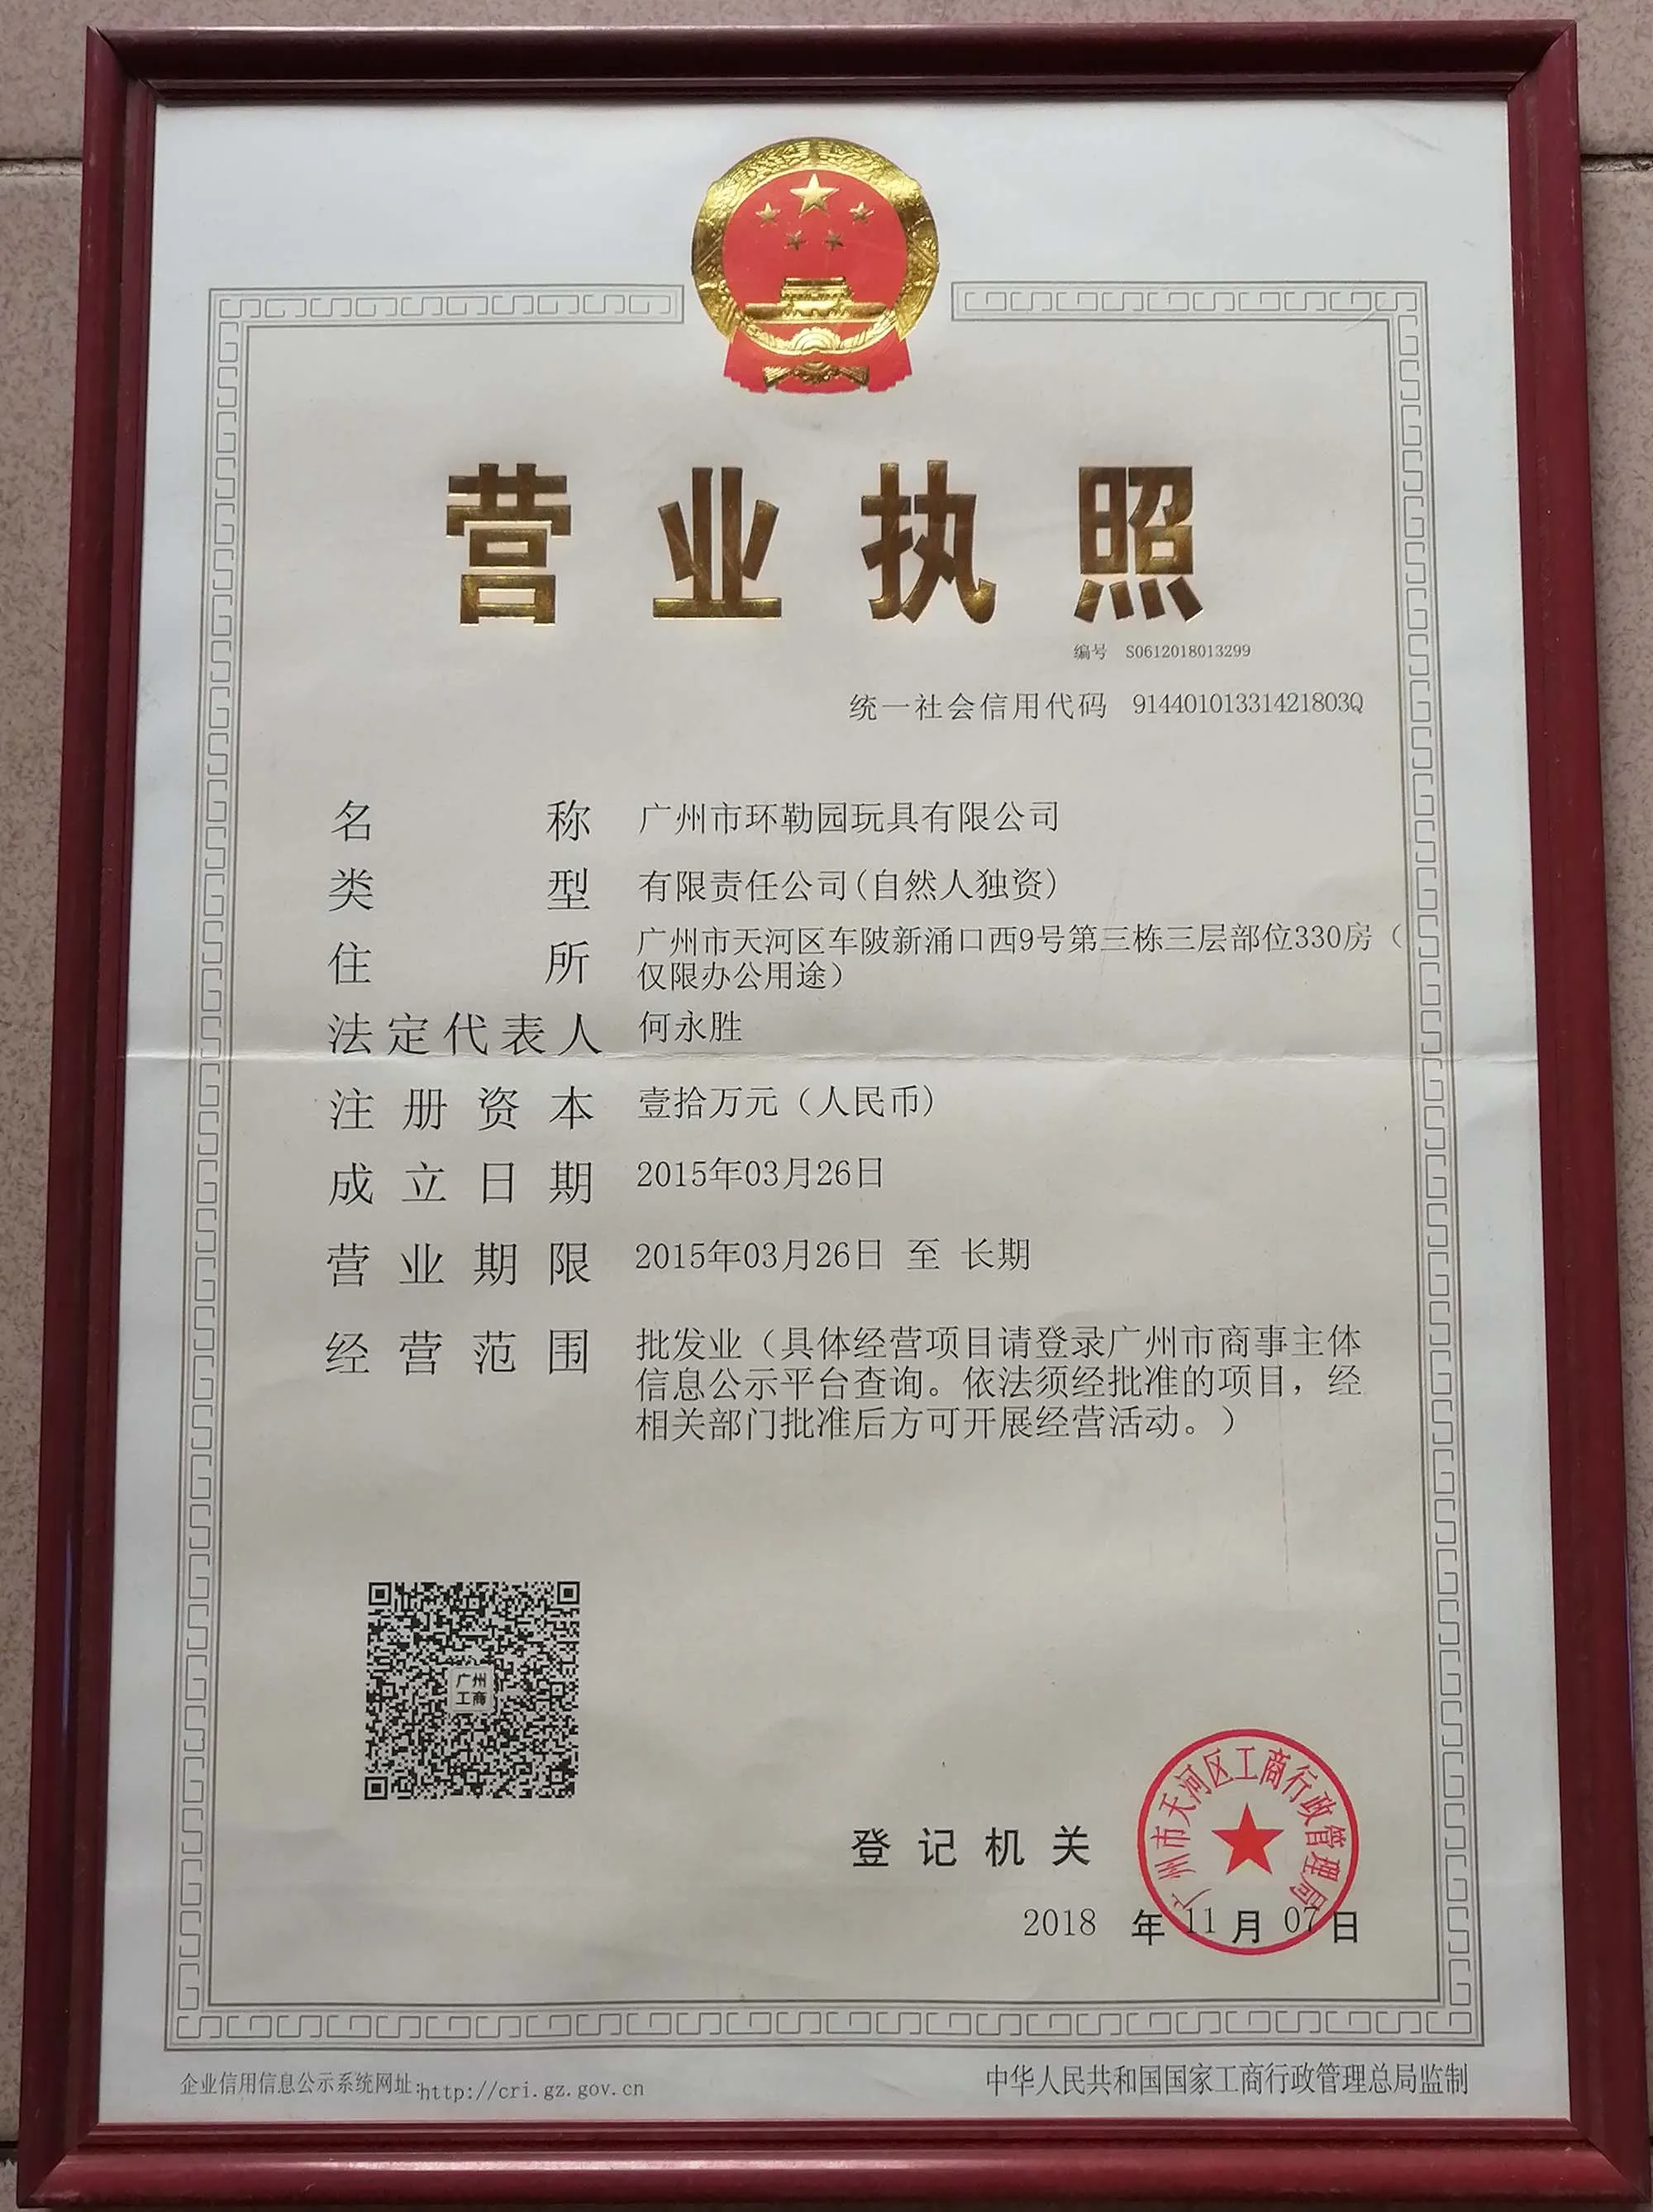 营业执照
编号 S0612018013299
统一社会信用代码 91440101331421803Q
名称 广州市环勒园玩具有限公司
类型 有限责任公司(自然人独资)
住所 广州市天河区车陂新涌口西9号第三栋三层部位330房（
仅限办公用途）
法定代表人 何永胜
注册资本 壹拾万元（人民币）
成立日期 2015年03月26日
营业期限 2015年03月26日 至 长期
经营范围 批发业（具体经营项目请登录广州市商事主体
信息公示平台查询。依法须经批准的项目，经
相关部门批准后方可开展经营活动。）
广州
工商
广州市天河区工商行政管理局
登记机关
2018 年 11 月 07 日
企业信用信息公示系统网址:http://cri.gz.gov.cn
中华人民共和国国家工商行政管理总局监制